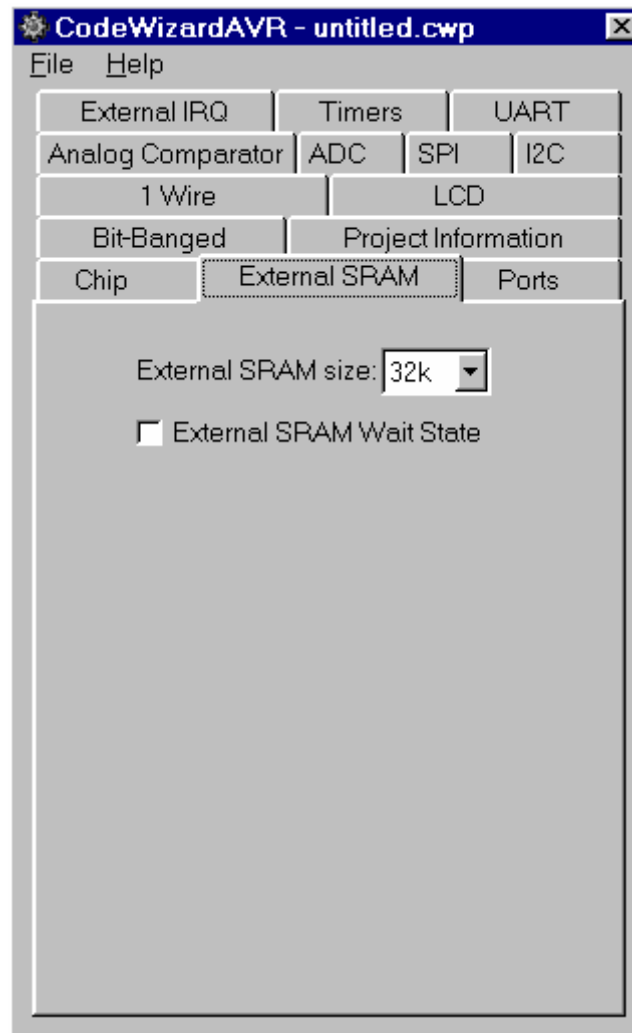 CodeWizardAVR - untitled.cwp
File Help
External IRQ Timers UART
Analog Comparator ADC SPI I2C
1 Wire LCD
Bit-Banged Project Information
Chip External SRAM Ports
External SRAM size: 32k
External SRAM Wait State